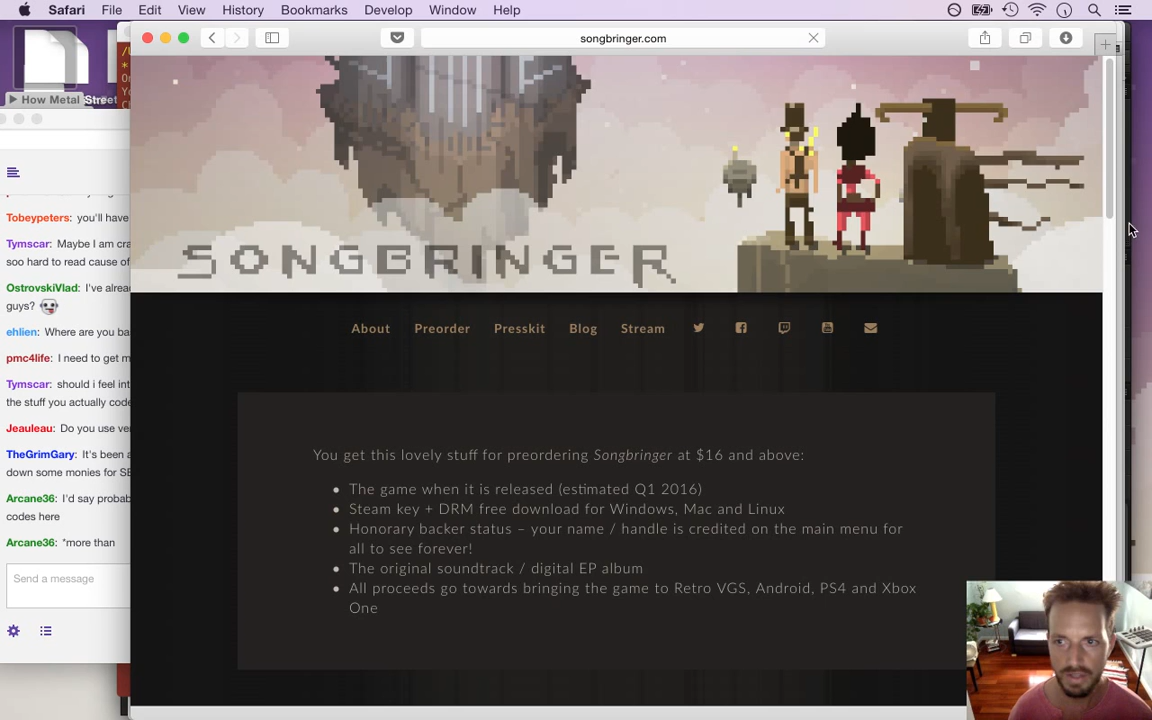 Safari File Edit View History Bookmarks Develop Window Help
songbringer.com
How Metal Street
Tobeypeters: you'll have
Tymscar: Maybe I am cra
soo hard to read cause of
OstrovskiVlad: I've alrea
guys?
ehlien: Where are you ba
pmc4life: I need to get m
Tymscar: should i feel int
the stuff you actually code
Jeauleau: Do you use ve
TheGrimGary: It's been a
down some monies for SE
Arcane36: I'd say probab
codes here
Arcane36: *more than
Send a message
SONGBRINGER
About Preorder Presskit Blog Stream
You get this lovely stuff for preordering Songbringer at $16 and above:
• The game when it is released (estimated Q1 2016)
• Steam key + DRM free download for Windows, Mac and Linux
• Honorary backer status – your name / handle is credited on the main menu for
all to see forever!
• The original soundtrack / digital EP album
• All proceeds go towards bringing the game to Retro VGS, Android, PS4 and Xbox
One